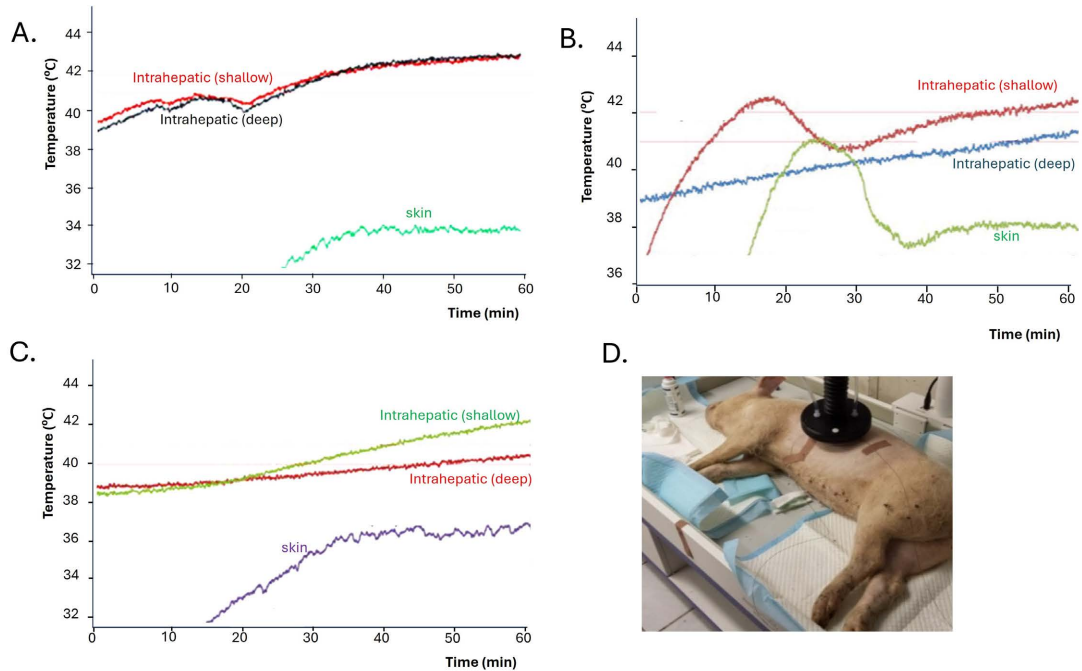 A.
44
42
40
38
36
34
32
Temperature (⁰C)
Intrahepatic (shallow)
Intrahepatic (deep)
skin
0 10 20 30 40 50 60
Time (min)
B.
44
42
40
38
36
Temperature (⁰C)
Intrahepatic (shallow)
Intrahepatic (deep)
skin
0 10 20 30 40 50 60
Time (min)
C.
44
42
40
38
36
34
32
Temperature (⁰C)
Intrahepatic (shallow)
Intrahepatic (deep)
skin
0 10 20 30 40 50 60
Time (min)
D.